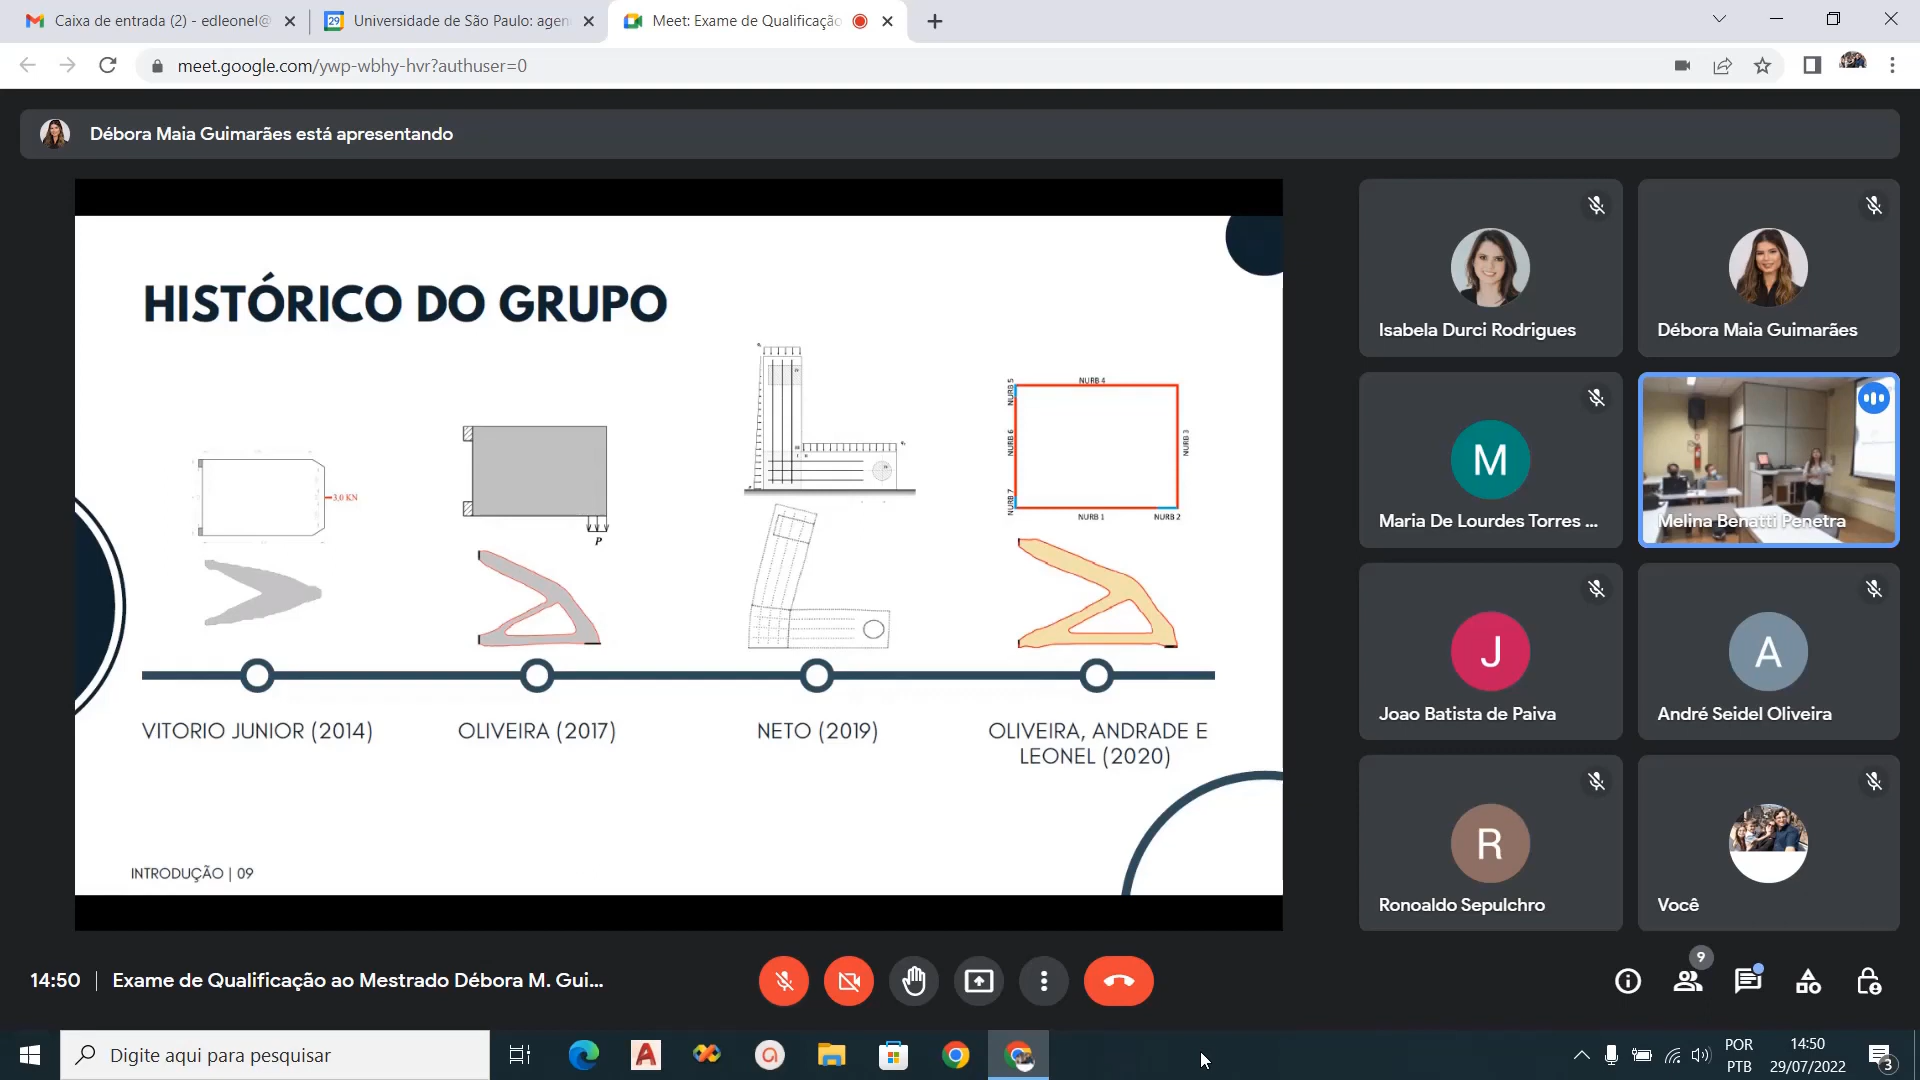 Caixa de entrada (2) - edleonel@
Universidade de São Paulo: agen
Meet: Exame de Qualificação
meet.google.com/ywp-wbhy-hvr?authuser=0
Débora Maia Guimarães está apresentando
HISTÓRICO DO GRUPO
3,0 KN
P
NURB 4
NURB 5
NURB 6
NURB 7
NURB 3
NURB 1
NURB 2
VITORIO JUNIOR (2014)
OLIVEIRA (2017)
NETO (2019)
OLIVEIRA, ANDRADE E
LEONEL (2020)
INTRODUÇÃO | 09
Isabela Durci Rodrigues
Débora Maia Guimarães
M
Maria De Lourdes Torres ...
Melina Benatti Penetra
J
Joao Batista de Paiva
A
André Seidel Oliveira
R
Ronoaldo Sepulchro
Você
14:50
Exame de Qualificação ao Mestrado Débora M. Gui...
9
Digite aqui para pesquisar
POR
PTB
14:50
29/07/2022
3